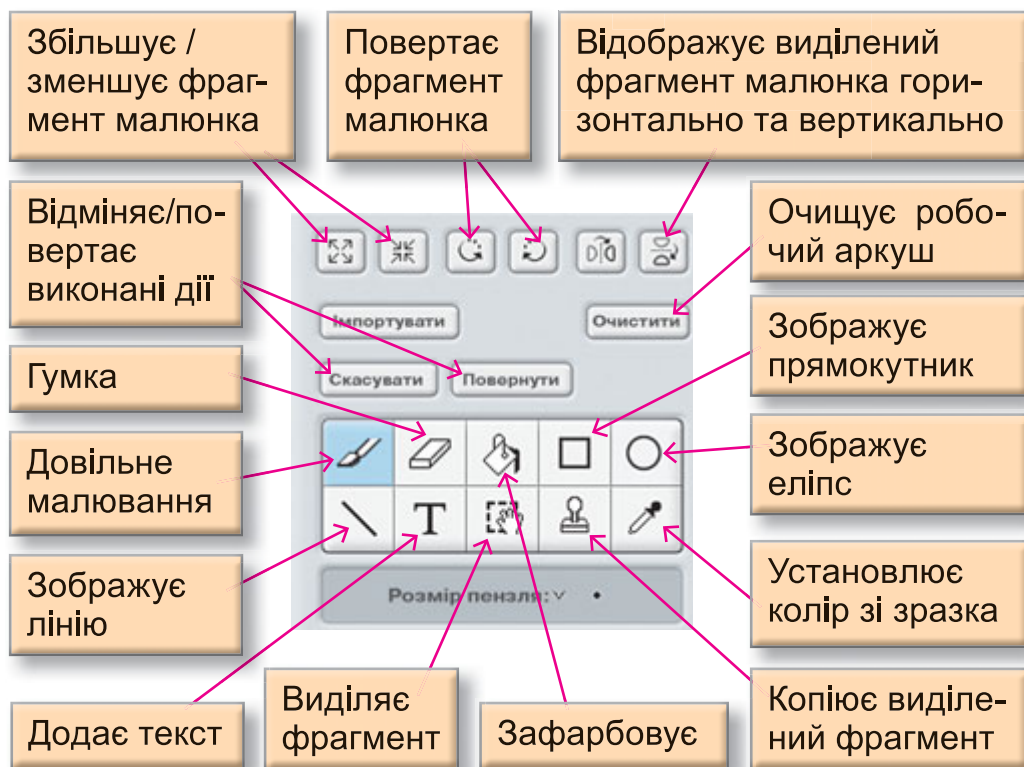 Збільшує /
зменшує фраг-
мент малюнка
Повертає
фрагмент
малюнка
Відображує виділений
фрагмент малюнка гори-
зонтально та вертикально
Відміняє/по-
вертає
виконані дії
Очищує робо-
чий аркуш
Імпортувати
Очистити
Скасувати
Повернути
Зображує
прямокутник
Гумка
Довільне
малювання
Зображує
еліпс
T
Зображує
лінію
Розмір пензля:
Установлює
колір зі зразка
Додає текст
Виділяє
фрагмент
Зафарбовує
Копіює виділе-
ний фрагмент